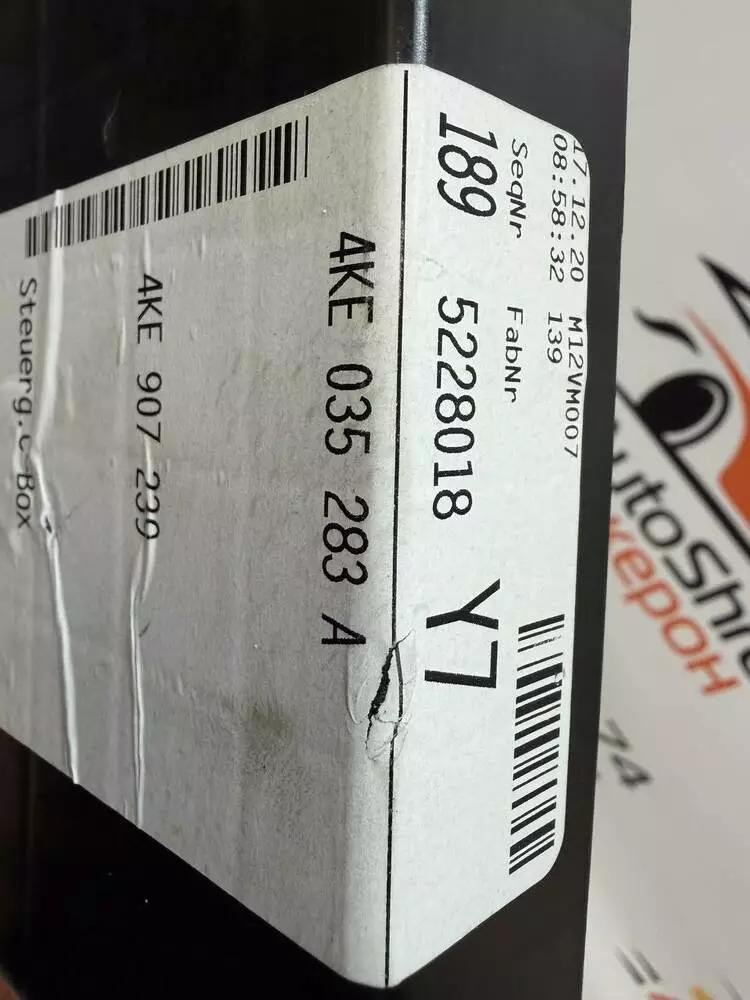 17.12.20 M12VM007
08:58:32 139
SeqNr FabNr
189 5228018 Y7
4KE 035 283 A
4KE 907 239
Steuerg.c-Box
74